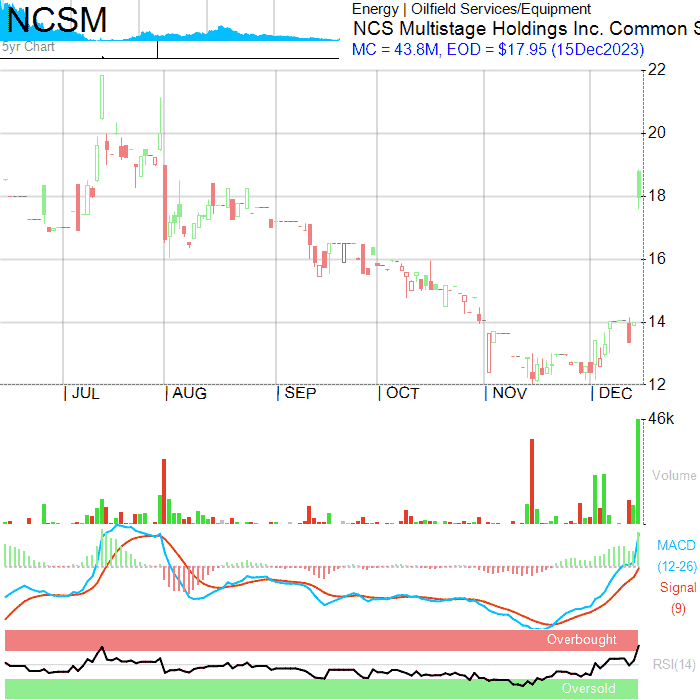 NCSM
5yr Chart
Energy | Oilfield Services/Equipment
NCS Multistage Holdings Inc. Common S
MC = 43.8M, EOD = $17.95 (15Dec2023)
22
20
18
16
14
12
JUL
AUG
SEP
OCT
NOV
DEC
46k
Volume
MACD
(12-26)
Signal
(9)
Overbought
RSI(14)
Oversold